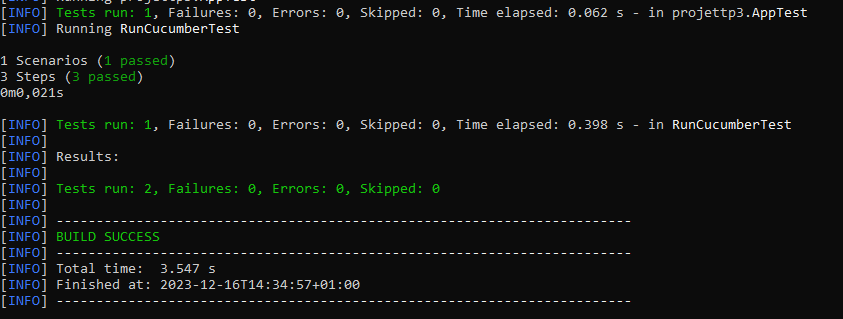 [INFO] Tests run: 1, Failures: 0, Errors: 0, Skipped: 0, Time elapsed: 0.062 s - in projettp3.AppTest
[INFO] Running RunCucumberTest
1 Scenarios (1 passed)
3 Steps (3 passed)
0m0,021s
[INFO] Tests run: 1, Failures: 0, Errors: 0, Skipped: 0, Time elapsed: 0.398 s - in RunCucumberTest
[INFO]
[INFO] Results:
[INFO]
[INFO] Tests run: 2, Failures: 0, Errors: 0, Skipped: 0
[INFO]
[INFO] ------------------------------------------------------------------------
[INFO] BUILD SUCCESS
[INFO] ------------------------------------------------------------------------
[INFO] Total time:  3.547 s
[INFO] Finished at: 2023-12-16T14:34:57+01:00
[INFO] ------------------------------------------------------------------------